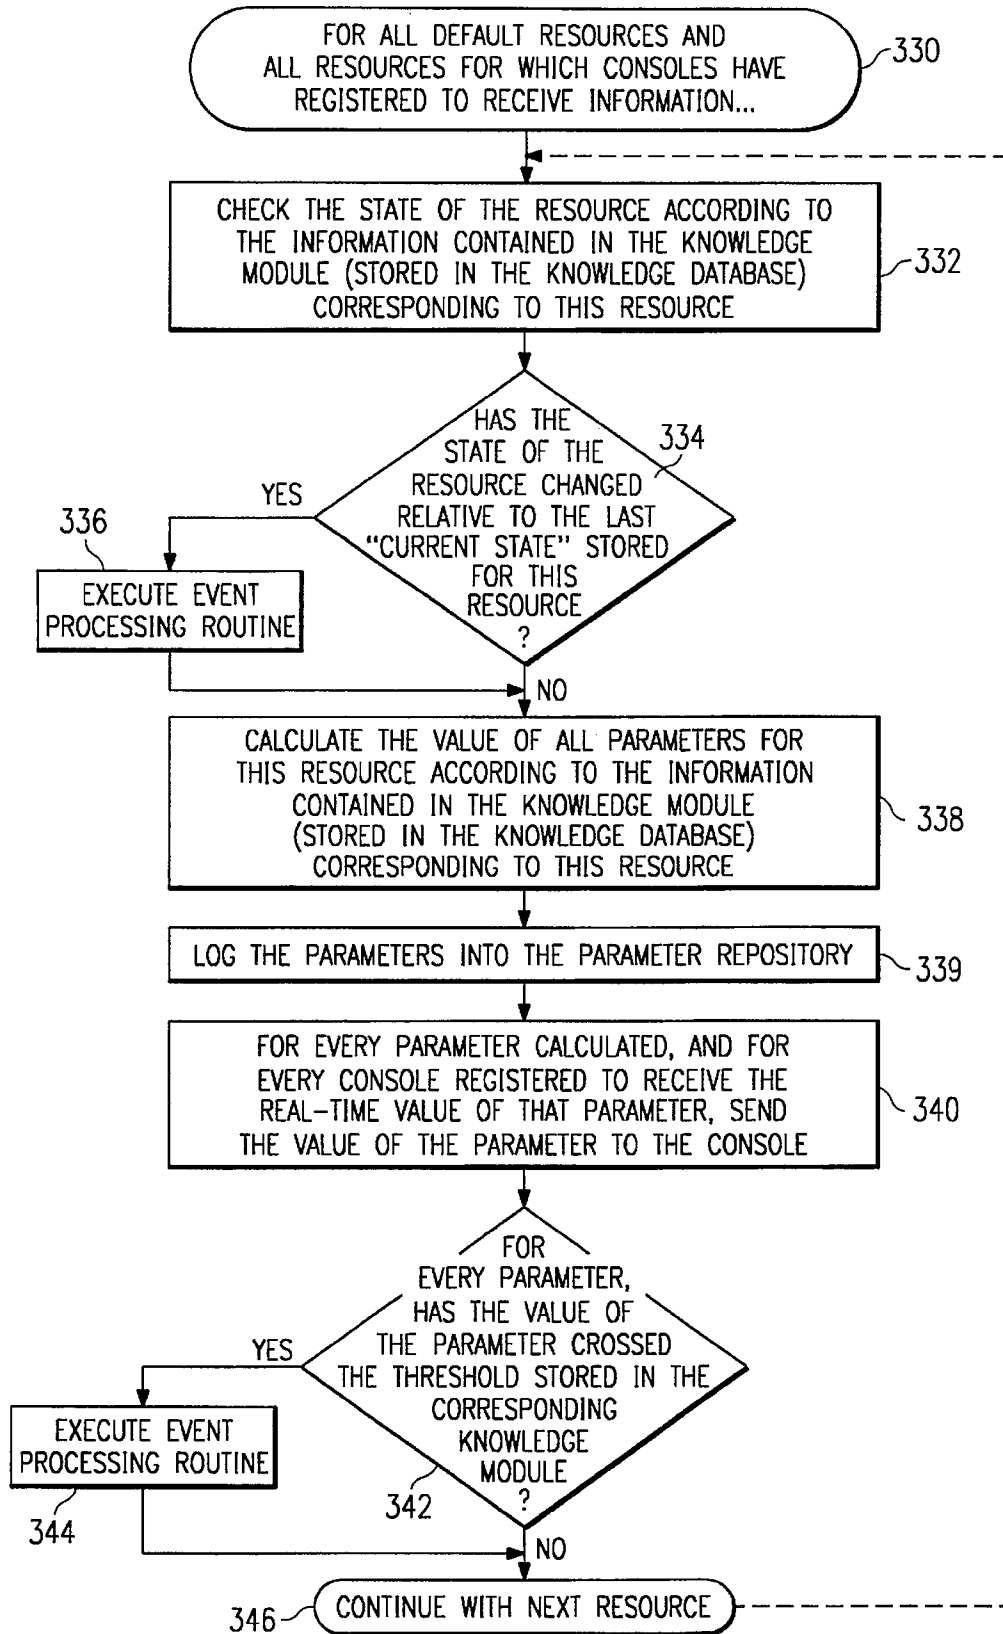 FOR ALL DEFAULT RESOURCES AND
ALL RESOURCES FOR WHICH CONSOLES HAVE
REGISTERED TO RECEIVE INFORMATION...
330
CHECK THE STATE OF THE RESOURCE ACCORDING TO
THE INFORMATION CONTAINED IN THE KNOWLEDGE
MODULE (STORED IN THE KNOWLEDGE DATABASE)
CORRESPONDING TO THIS RESOURCE
332
HAS THE
STATE OF THE
RESOURCE CHANGED
RELATIVE TO THE LAST
"CURRENT STATE" STORED
FOR THIS
RESOURCE
?
334
YES
336
EXECUTE EVENT
PROCESSING ROUTINE
NO
CALCULATE THE VALUE OF ALL PARAMETERS FOR
THIS RESOURCE ACCORDING TO THE INFORMATION
CONTAINED IN THE KNOWLEDGE MODULE
(STORED IN THE KNOWLEDGE DATABASE)
CORRESPONDING TO THIS RESOURCE
338
LOG THE PARAMETERS INTO THE PARAMETER REPOSITORY
339
FOR EVERY PARAMETER CALCULATED, AND FOR
EVERY CONSOLE REGISTERED TO RECEIVE THE
REAL-TIME VALUE OF THAT PARAMETER, SEND
THE VALUE OF THE PARAMETER TO THE CONSOLE
340
FOR
EVERY PARAMETER,
HAS THE VALUE OF
THE PARAMETER CROSSED
THE THRESHOLD STORED IN THE
CORRESPONDING
KNOWLEDGE
MODULE
?
342
YES
EXECUTE EVENT
PROCESSING ROUTINE
344
NO
CONTINUE WITH NEXT RESOURCE
346